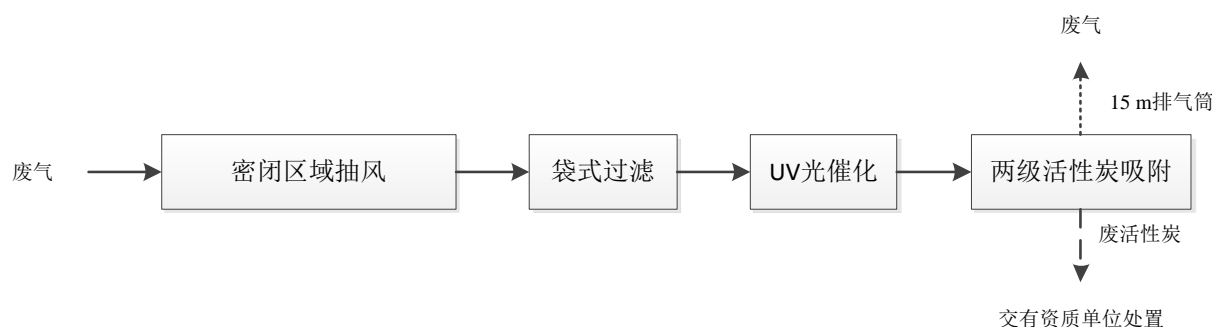 废气
15 m排气筒
废气
密闭区域抽风
袋式过滤
UV光催化
两级活性炭吸附
废活性炭
交有资质单位处置